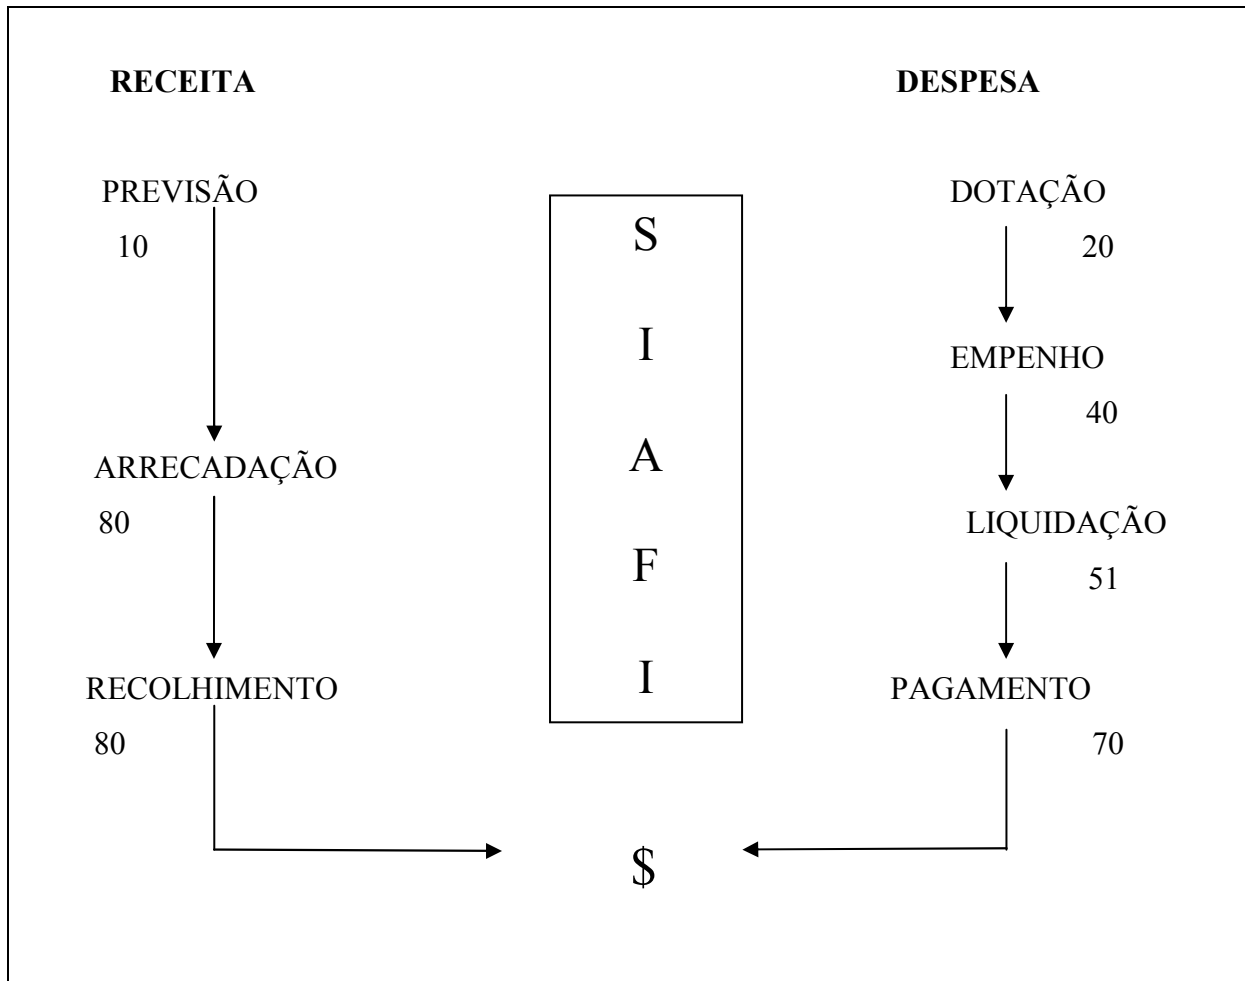 RECEITA
DESPESA
PREVISÃO
10
ARRECADAÇÃO
80
RECOLHIMENTO
80
S
I
A
F
I
DOTAÇÃO
20
EMPENHO
40
LIQUIDAÇÃO
51
PAGAMENTO
70
$